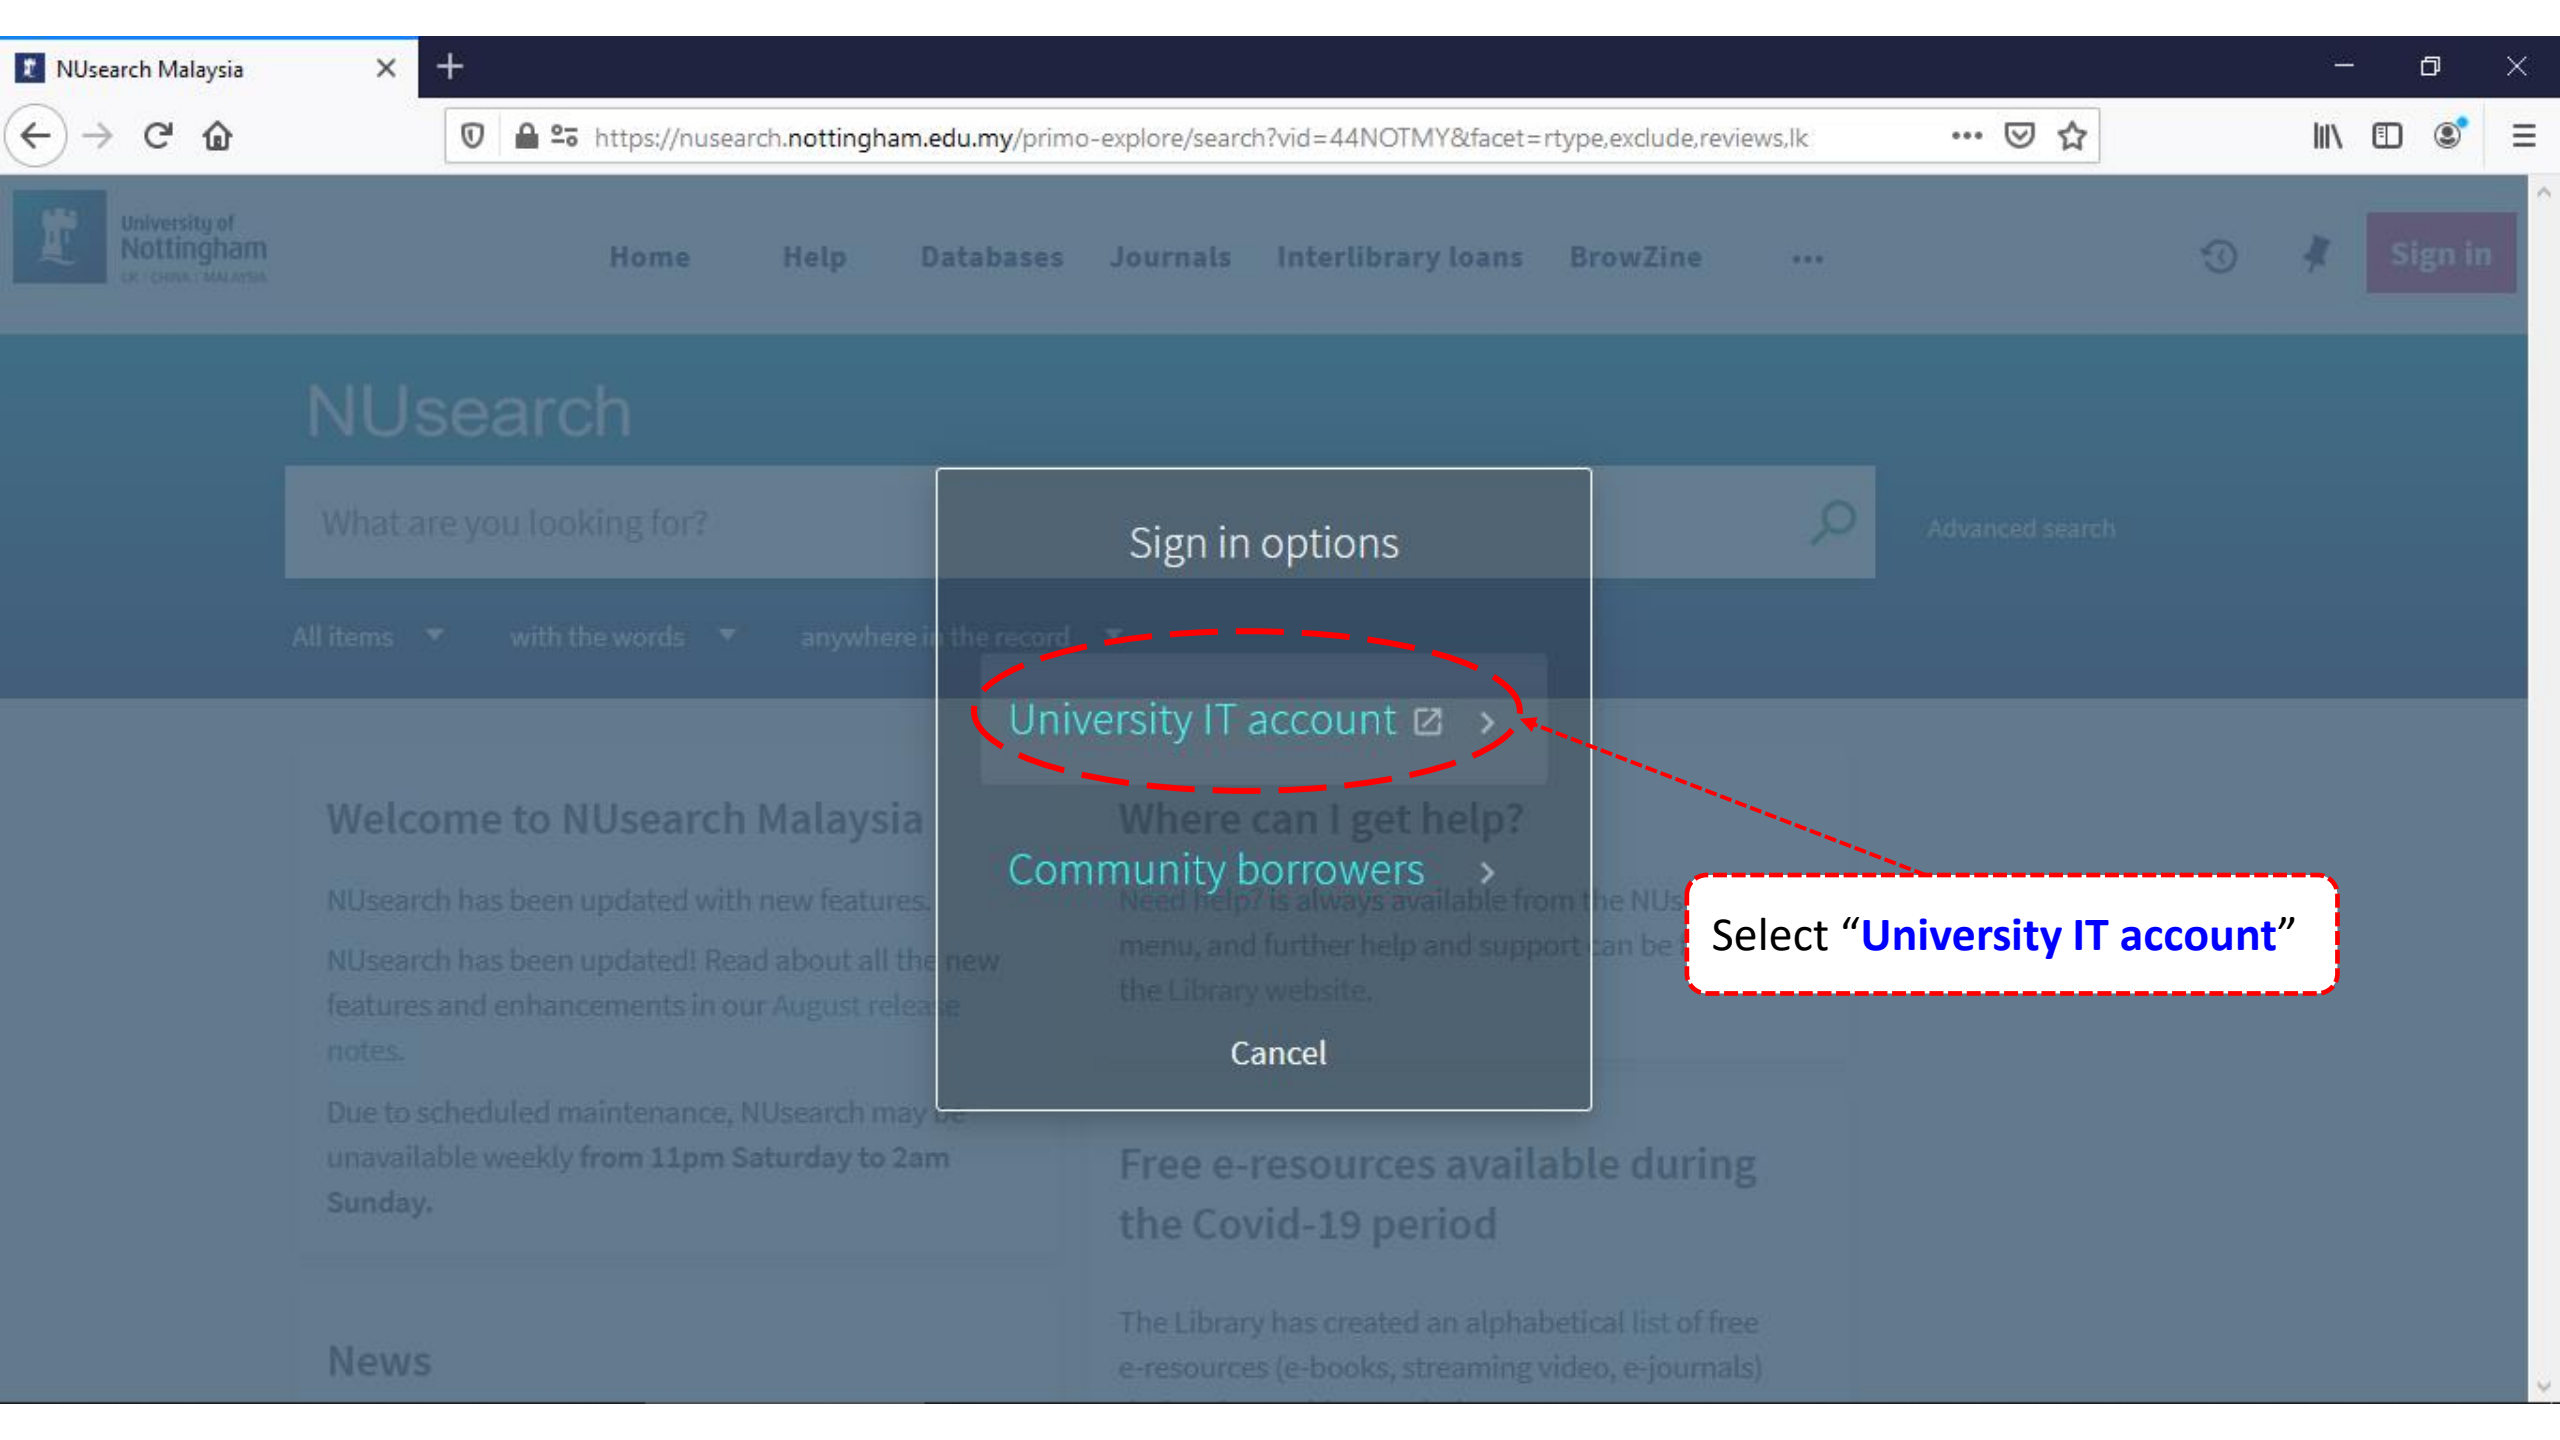 NUsearch Malaysia
https://nusearch.nottingham.edu.my/primo-explore/search?vid=44NOTMY&facet=rtype,exclude,reviews,lk
University of
Nottingham
UK | CHINA | MALAYSIA
Home Help Databases Journals Interlibrary loans BrowZine ...
Sign in
NUsearch
What are you looking for?
Advanced search
All items with the words anywhere in the record
Sign in options
University IT account
Community borrowers
Cancel
Select “University IT account”
Welcome to NUsearch Malaysia
NUsearch has been updated with new features.
NUsearch has been updated! Read about all the new
features and enhancements in our August release
notes.
Due to scheduled maintenance, NUsearch may be
unavailable weekly from 11pm Saturday to 2am
Sunday.
News
Where can I get help?
Need help? is always available from the NUs
menu, and further help and support can be
the Library website.
Free e-resources available during
the Covid-19 period
The Library has created an alphabetical list of free
e-resources (e-books, streaming video, e-journals)